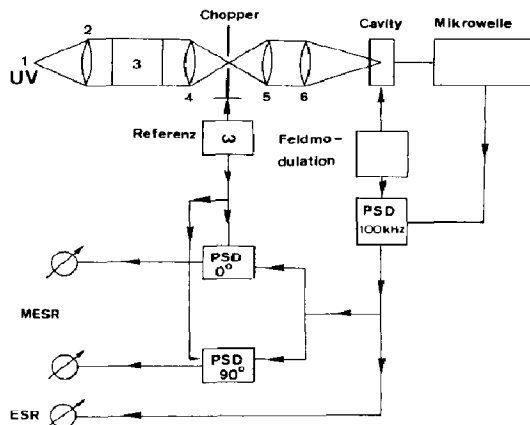 Chopper
Cavity
Mikrowelle
1
UV
2
3
4
5
6
Referenz
ω
Feldmo-
dulation
PSD
100kHz
PSD
0°
MESR
PSD
90°
ESR